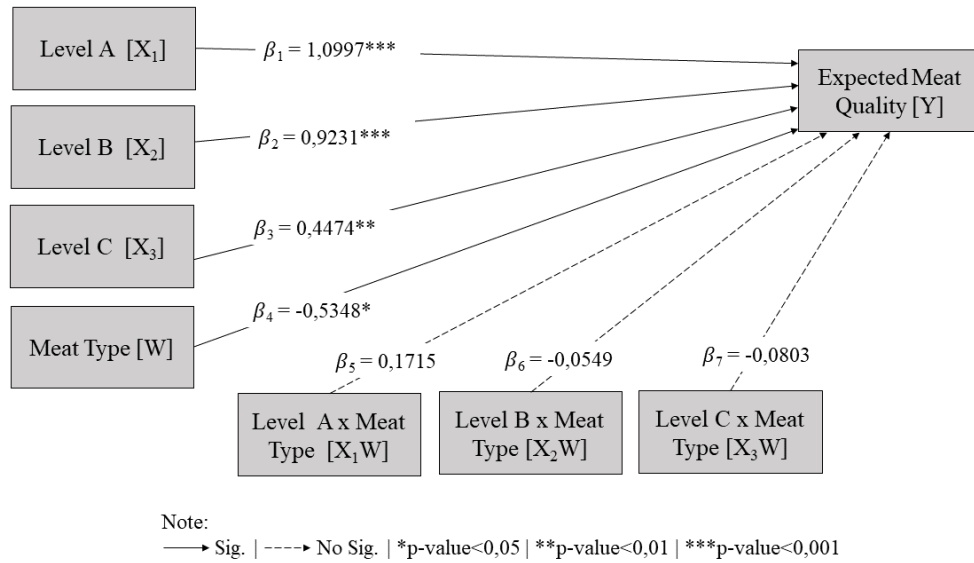 Level A [X₁]
β₁ = 1,0997***
Expected Meat
Quality [Y]
Level B [X₂]
β₂ = 0,9231***
Level C [X₃]
β₃ = 0,4474**
Meat Type [W]
β₄ = -0,5348*
β₅ = 0,1715
β₆ = -0,0549
β₇ = -0,0803
Level A x Meat
Type [X₁W]
Level B x Meat
Type [X₂W]
Level C x Meat
Type [X₃W]
Note:
Sig. | No Sig. | *p-value<0,05 | **p-value<0,01 | ***p-value<0,001